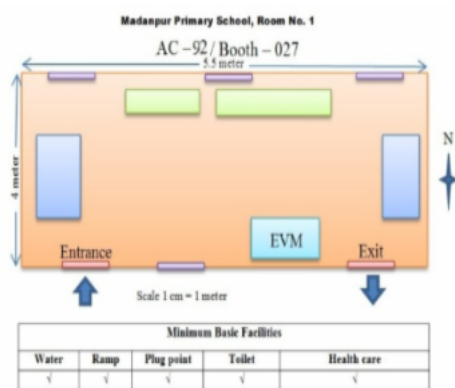 Madanpur Primary School, Room No. 1
AC -92/ Booth -027
5.5 meter
4 meter
N
EVM
Entrance
Exit
Scale 1 cm = 1 meter
Minimum Basic Facilities
Water Ramp Plug point Toilet Health care
√ √ √ √ √